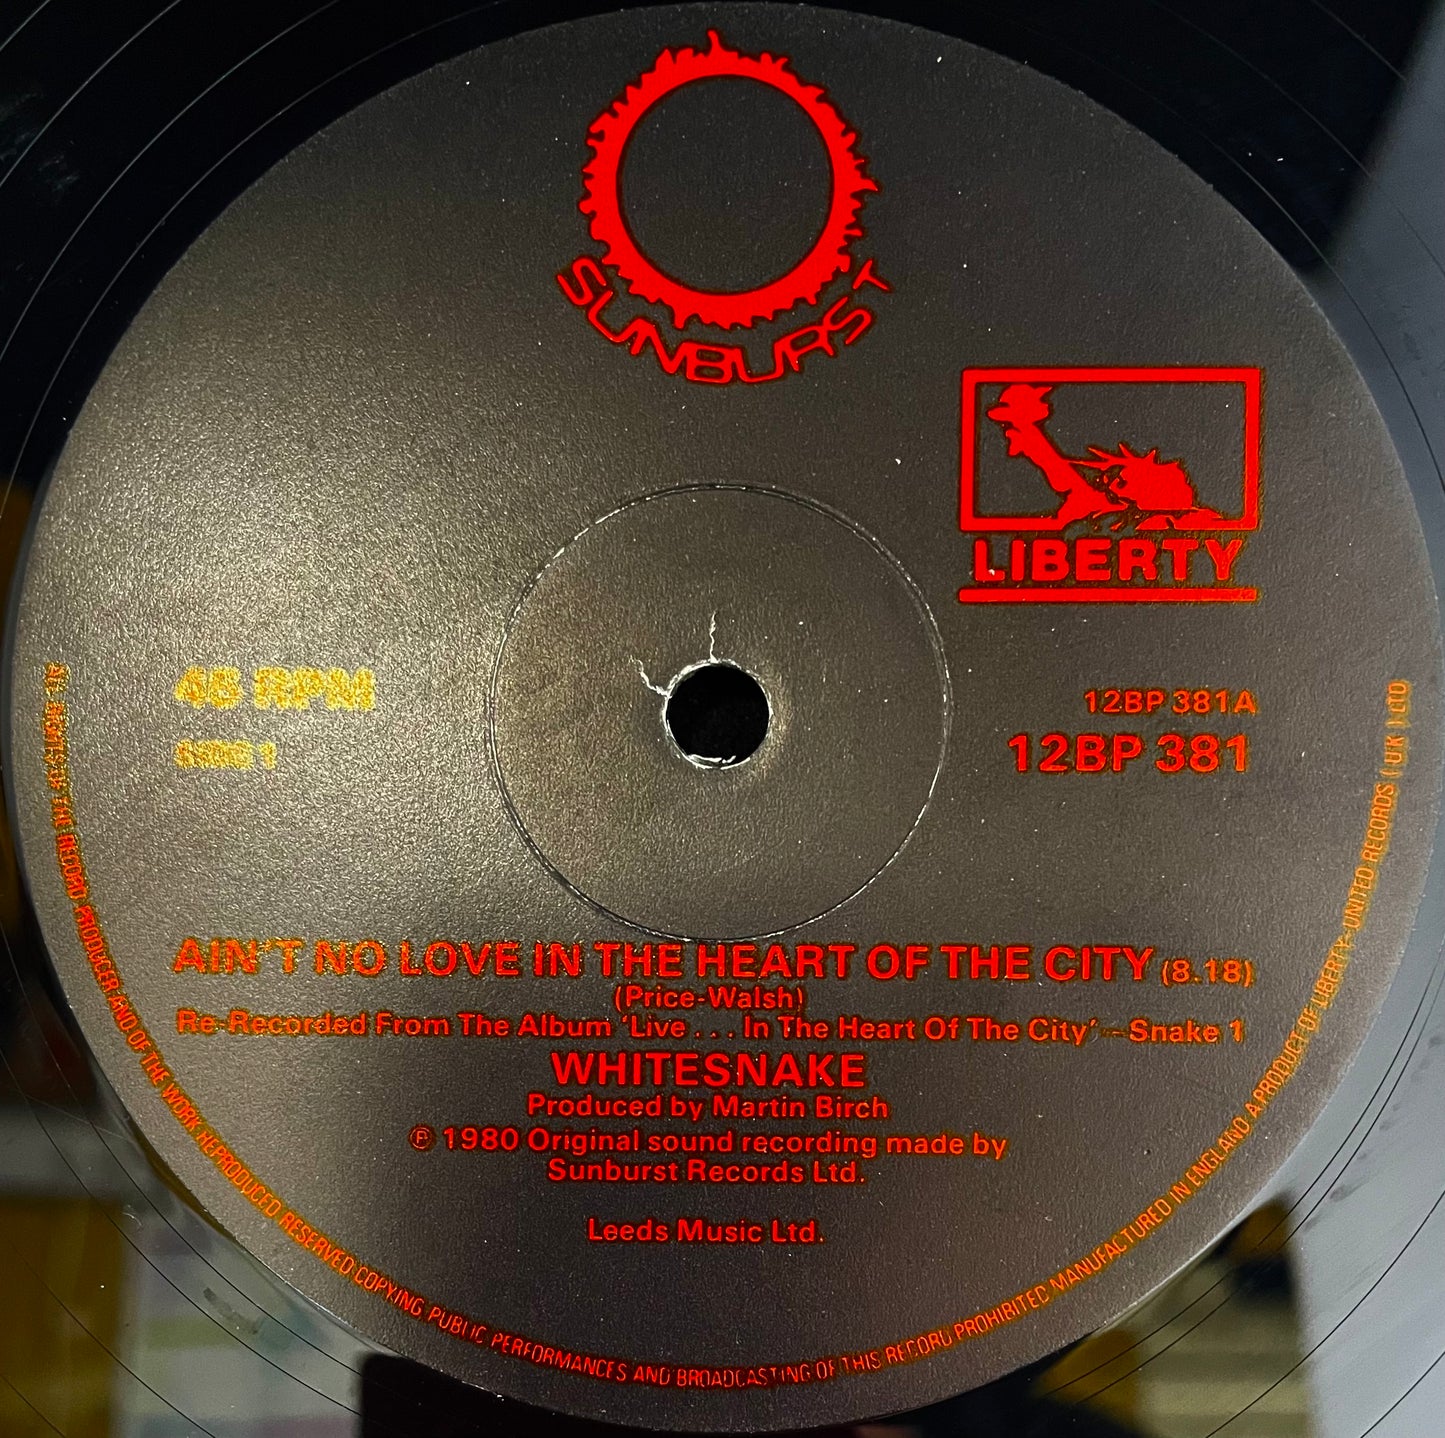 SUNBURST
LIBERTY
45 RPM
SIDE 1
12BP 381A
12BP 381
AIN'T NO LOVE IN THE HEART OF THE CITY (8.18)
(Price-Walsh)
Re-Recorded From The Album 'Live . . . In The Heart Of The City' – Snake 1
WHITESNAKE
Produced by Martin Birch
℗ 1980 Original sound recording made by
Sunburst Records Ltd.
Leeds Music Ltd.
ALL RIGHTS OF THE RECORD PRODUCER AND OF THE WORK REPRODUCED RESERVED COPYING, PUBLIC PERFORMANCES AND BROADCASTING OF THIS RECORD PROHIBITED MANUFACTURED IN ENGLAND A PRODUCT OF LIBERTY-UNITED RECORDS (U.K.) LTD